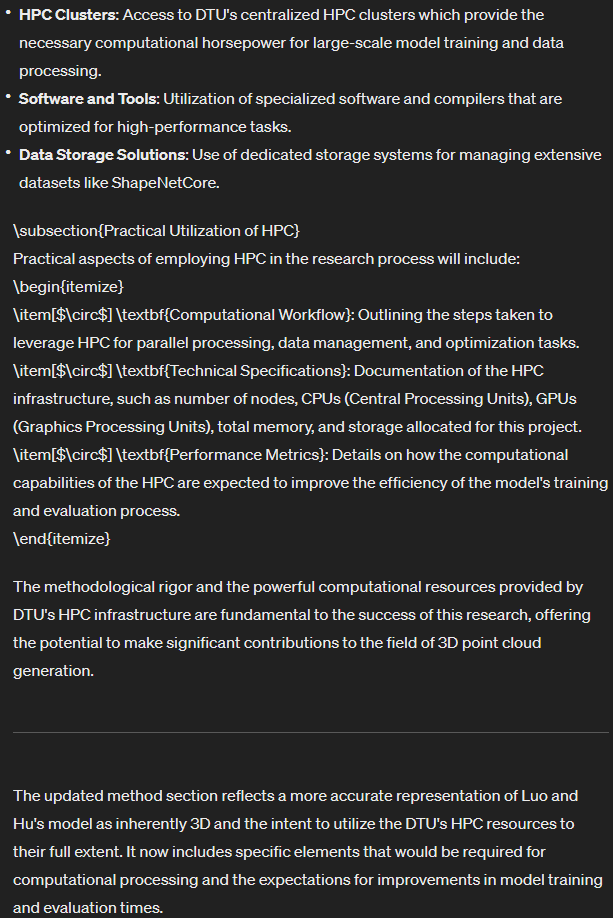 • HPC Clusters: Access to DTU's centralized HPC clusters which provide the
necessary computational horsepower for large-scale model training and data
processing.
• Software and Tools: Utilization of specialized software and compilers that are
optimized for high-performance tasks.
• Data Storage Solutions: Use of dedicated storage systems for managing extensive
datasets like ShapeNetCore.
\subsection{Practical Utilization of HPC}
Practical aspects of employing HPC in the research process will include:
\begin{itemize}
\item[$\circ$] \textbf{Computational Workflow}: Outlining the steps taken to
leverage HPC for parallel processing, data management, and optimization tasks.
\item[$\circ$] \textbf{Technical Specifications}: Documentation of the HPC
infrastructure, such as number of nodes, CPUs (Central Processing Units), GPUs
(Graphics Processing Units), total memory, and storage allocated for this project.
\item[$\circ$] \textbf{Performance Metrics}: Details on how the computational
capabilities of the HPC are expected to improve the efficiency of the model's training
and evaluation process.
\end{itemize}
The methodological rigor and the powerful computational resources provided by
DTU's HPC infrastructure are fundamental to the success of this research, offering
the potential to make significant contributions to the field of 3D point cloud
generation.
The updated method section reflects a more accurate representation of Luo and
Hu's model as inherently 3D and the intent to utilize the DTU's HPC resources to
their full extent. It now includes specific elements that would be required for
computational processing and the expectations for improvements in model training
and evaluation times.